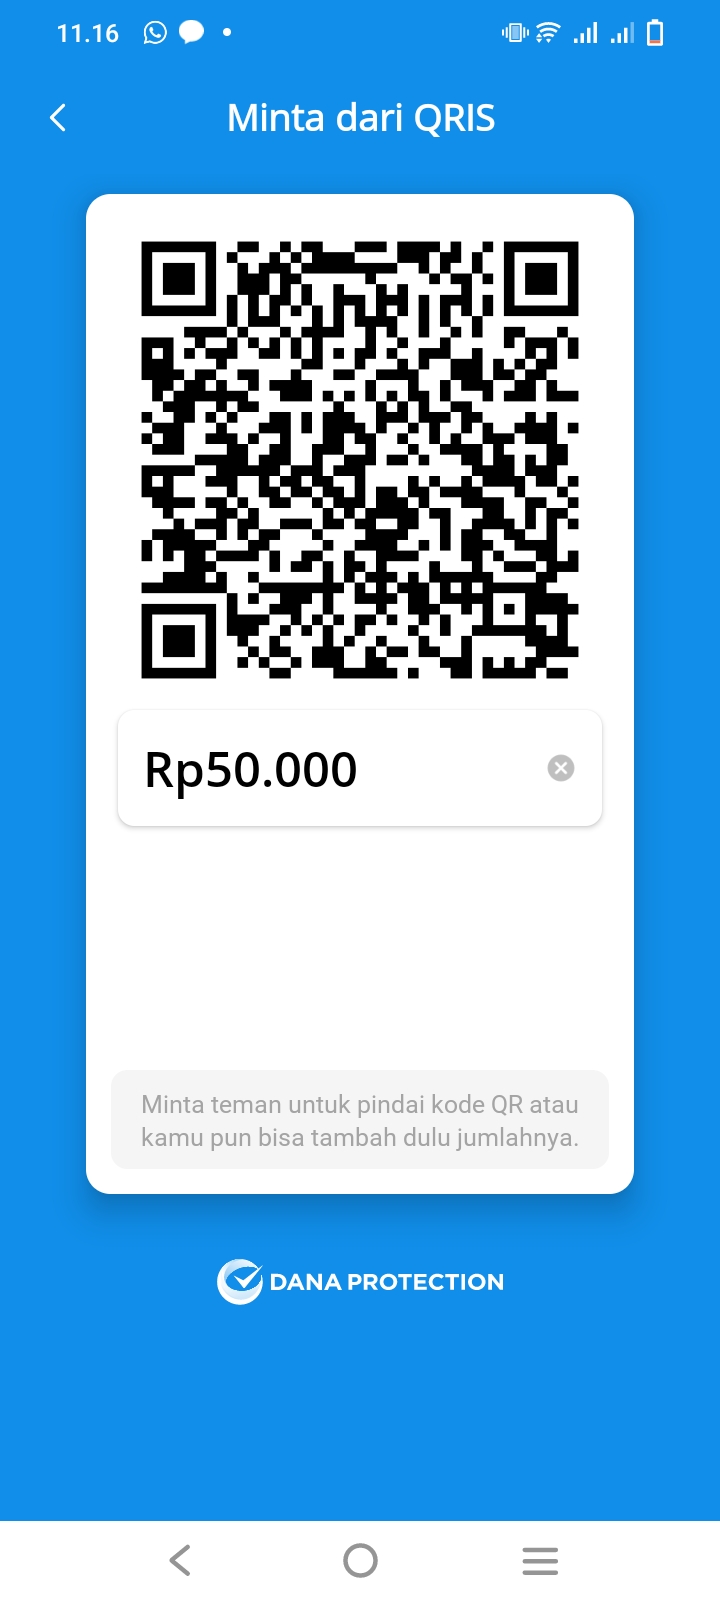 11.16
Minta dari QRIS
Rp50.000
Minta teman untuk pindai kode QR atau
kamu pun bisa tambah dulu jumlahnya.
DANA PROTECTION